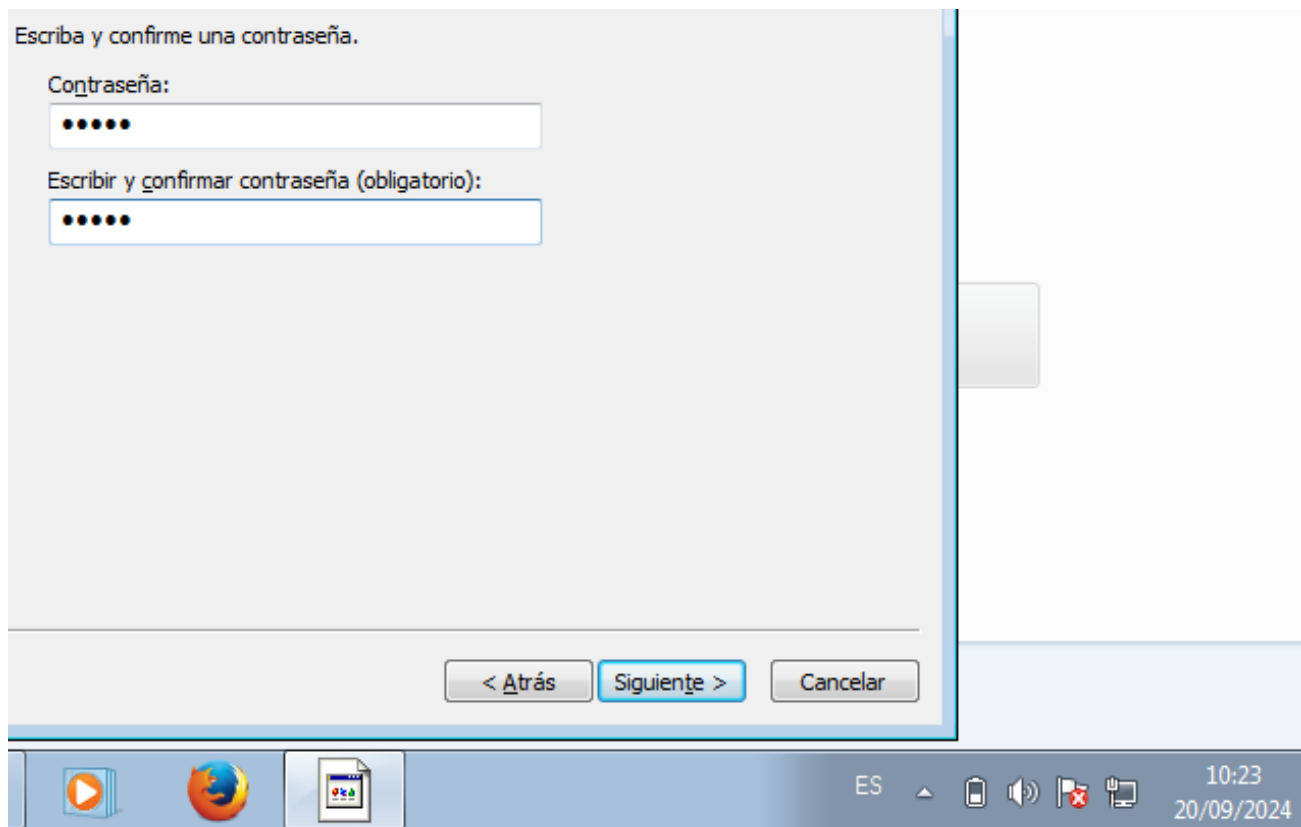 Escriba y confirme una contraseña.
Contraseña:
•••••
Escribir y confirmar contraseña (obligatorio):
•••••
< Atrás
Siguiente >
Cancelar
ES
10:23
20/09/2024